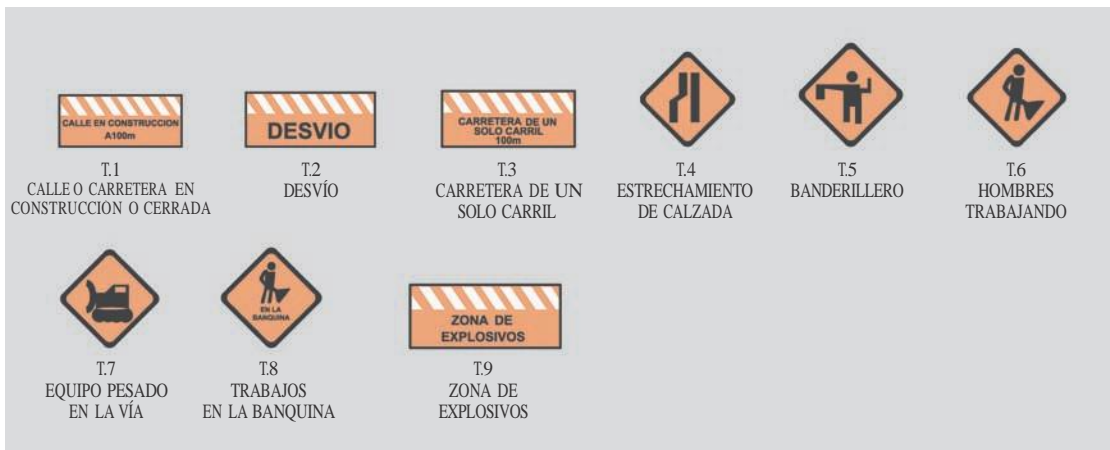 CALLE EN CONSTRUCCION
A100m
DESVIO
CARRETERA DE UN
SOLO CARRIL
100m
T.1
CALLE O CARRETERA EN
CONSTRUCCION O CERRADA
T.2
DESVÍO
T.3
CARRETERA DE UN
SOLO CARRIL
T.4
ESTRECHAMIENTO
DE CALZADA
T.5
BANDERILLERO
T.6
HOMBRES
TRABAJANDO
EN LA
BANQUINA
ZONA DE
EXPLOSIVOS
T.7
EQUIPO PESADO
EN LA VÍA
T.8
TRABAJOS
EN LA BANQUINA
T.9
ZONA DE
EXPLOSIVOS